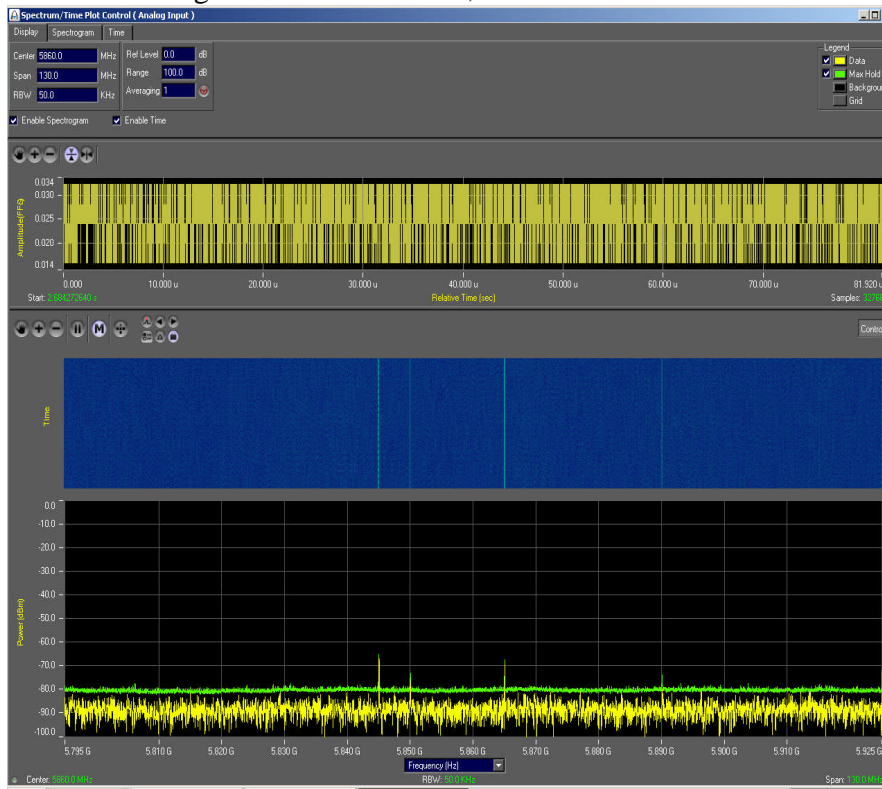 Spectrum/Time Plot Control ( Analog Input )
Display Spectrogram Time
Center 5860.0 MHz Ref Level 0.0 dB
Span 130.0 MHz Range 100.0 dB
RBW 50.0 KHz Averaging 1
Enable Spectrogram Enable Time
Legend
Data
Max Hold
Backgrou
Grid
0.034
0.030
0.025
0.020
0.014
Amplitude(FFS)
0.000 10.000 u 20.000 u 30.000 u 40.000 u 50.000 u 60.000 u 70.000 u 81.920 u
Start: 2.684272640 s Relative Time (sec) Samples: 32768
M
Contro
Time
0.0
-10.0
-20.0
-30.0
-40.0
-50.0
-60.0
-70.0
-80.0
-90.0
-100.0
Power (dBm)
5.795 G 5.810 G 5.820 G 5.830 G 5.840 G 5.850 G 5.860 G 5.870 G 5.880 G 5.890 G 5.900 G 5.910 G 5.925 G
Frequency (Hz)
Center: 5860.0 MHz RBW: 50.0 KHz Span: 130.0 MHz